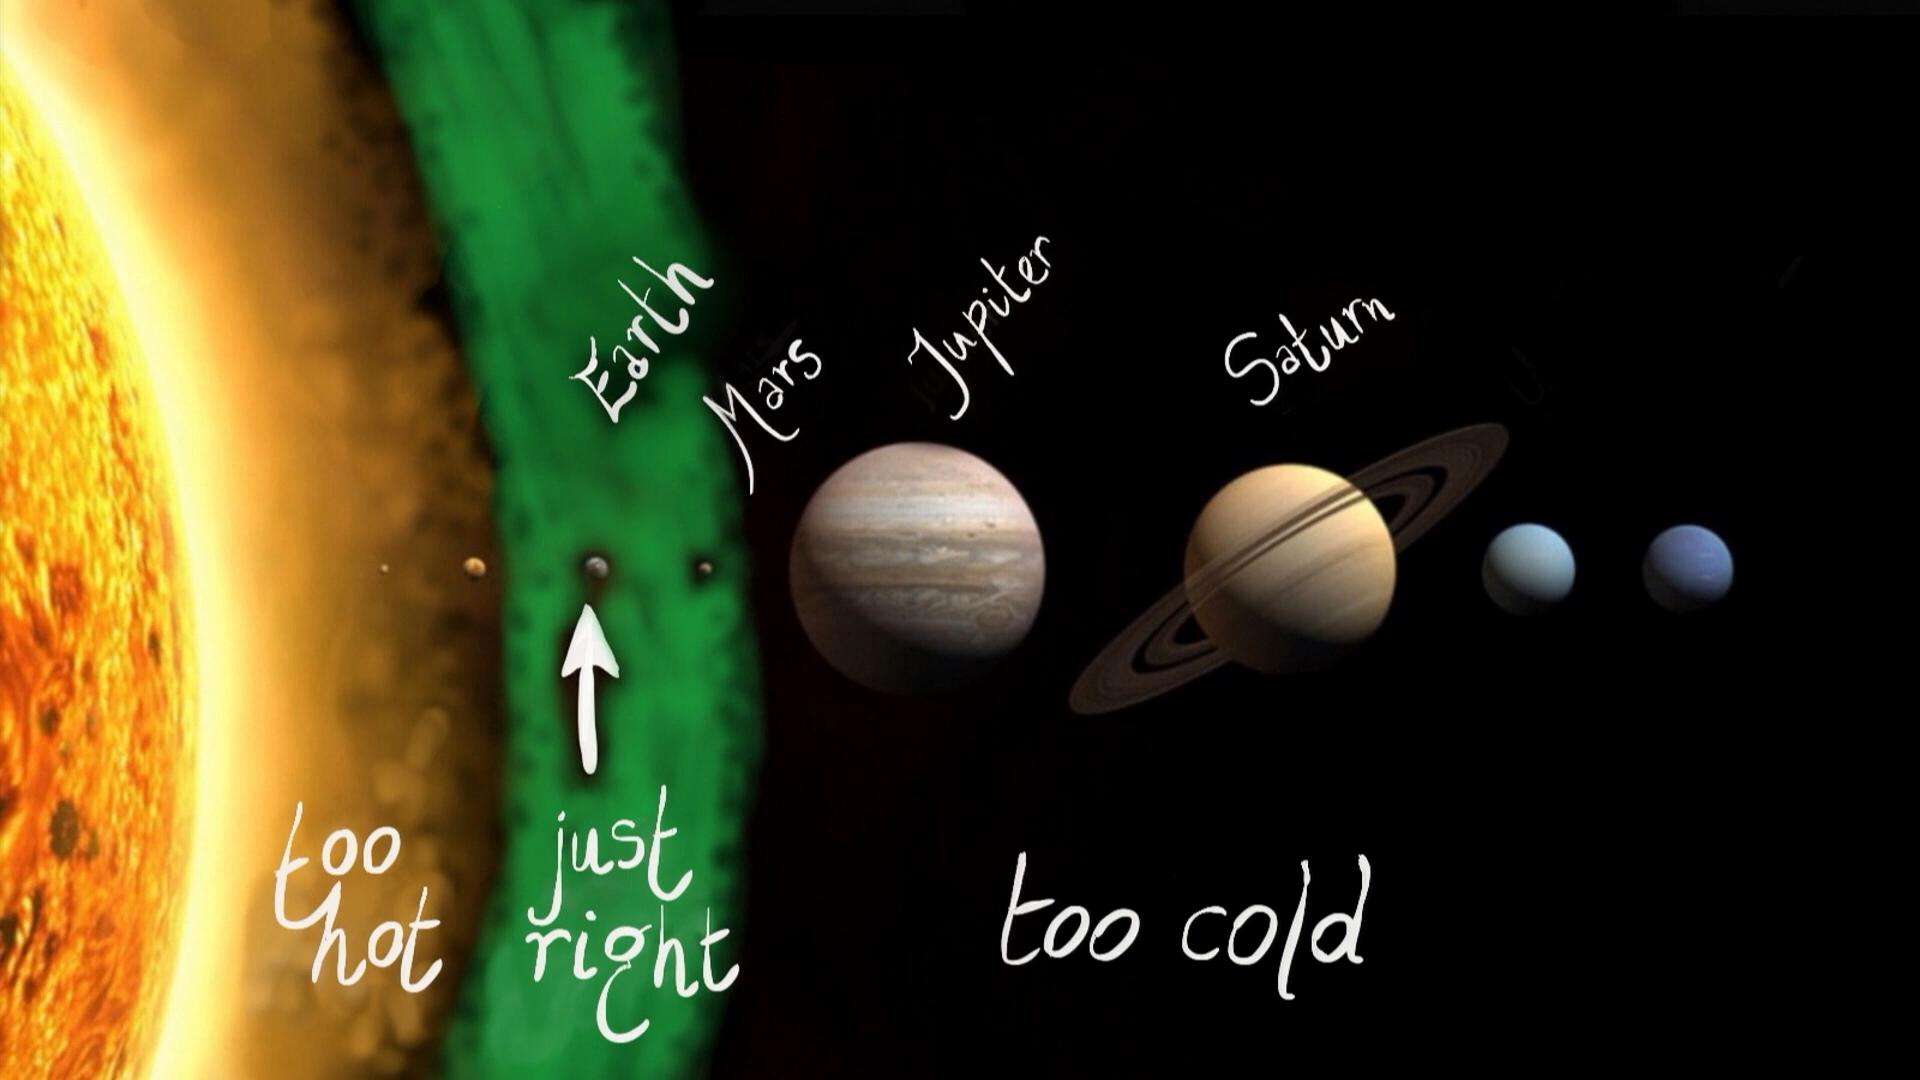 Earth
Mars
Jupiter
Saturn
too
hot
just
right
too cold